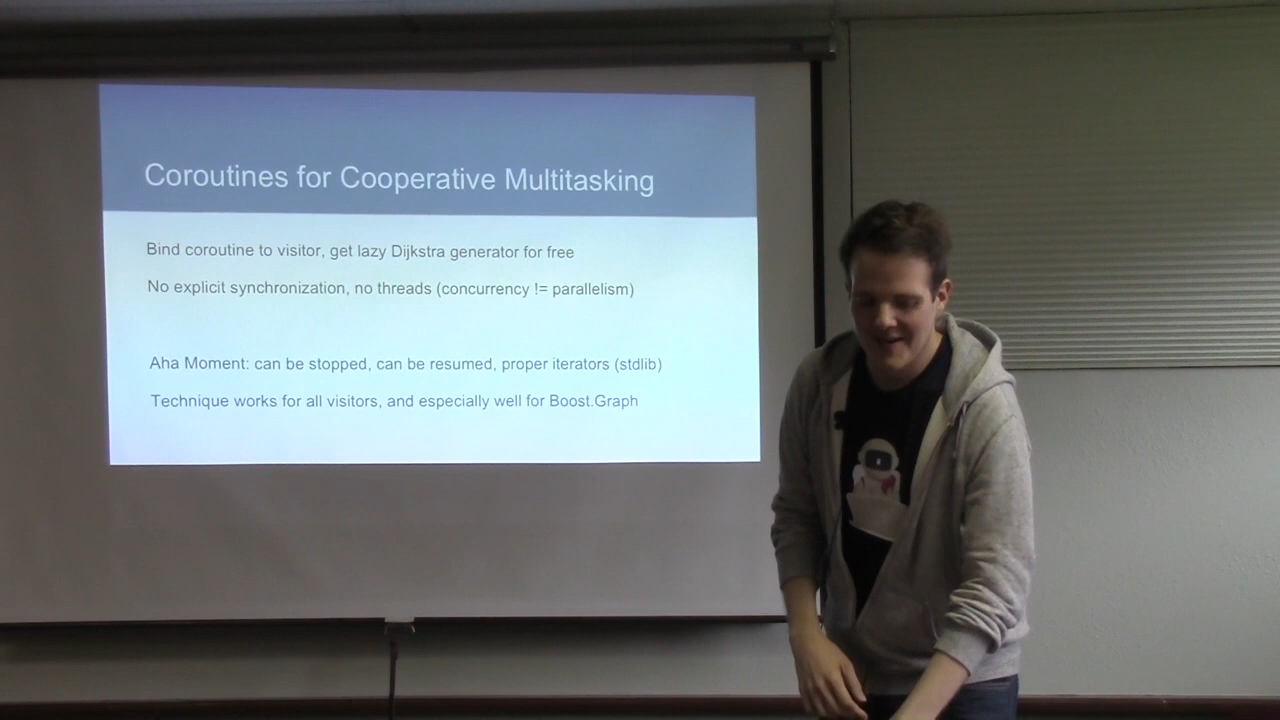 Coroutines for Cooperative Multitasking
Bind coroutine to visitor, get lazy Dijkstra generator for free
No explicit synchronization, no threads (concurrency != parallelism)
Aha Moment: can be stopped, can be resumed, proper iterators (stdlib)
Technique works for all visitors, and especially well for Boost.Graph